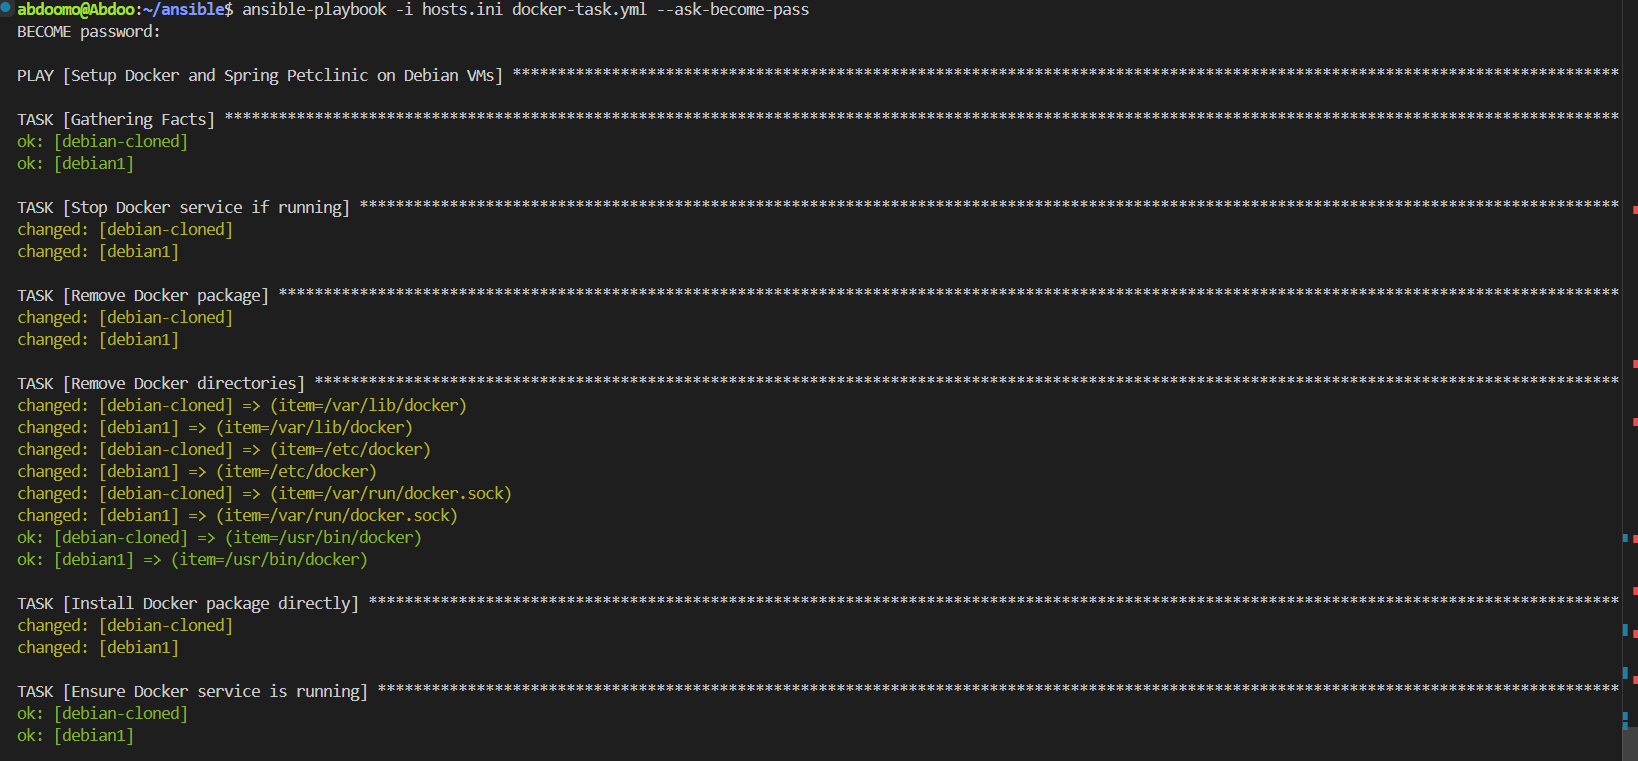 abdoomo@Abdoo:~/ansible$ ansible-playbook -i hosts.ini docker-task.yml --ask-become-pass
BECOME password:
PLAY [Setup Docker and Spring Petclinic on Debian VMs] ***************************************************************************************************************************
TASK [Gathering Facts] ***********************************************************************************************************************************************************
ok: [debian-cloned]
ok: [debian1]
TASK [Stop Docker service if running] ********************************************************************************************************************************************
changed: [debian-cloned]
changed: [debian1]
TASK [Remove Docker package] *****************************************************************************************************************************************************
changed: [debian-cloned]
changed: [debian1]
TASK [Remove Docker directories] *************************************************************************************************************************************************
changed: [debian-cloned] => (item=/var/lib/docker)
changed: [debian1] => (item=/var/lib/docker)
changed: [debian-cloned] => (item=/etc/docker)
changed: [debian1] => (item=/etc/docker)
changed: [debian-cloned] => (item=/var/run/docker.sock)
changed: [debian1] => (item=/var/run/docker.sock)
ok: [debian-cloned] => (item=/usr/bin/docker)
ok: [debian1] => (item=/usr/bin/docker)
TASK [Install Docker package directly] *******************************************************************************************************************************************
changed: [debian-cloned]
changed: [debian1]
TASK [Ensure Docker service is running] ******************************************************************************************************************************************
ok: [debian-cloned]
ok: [debian1]